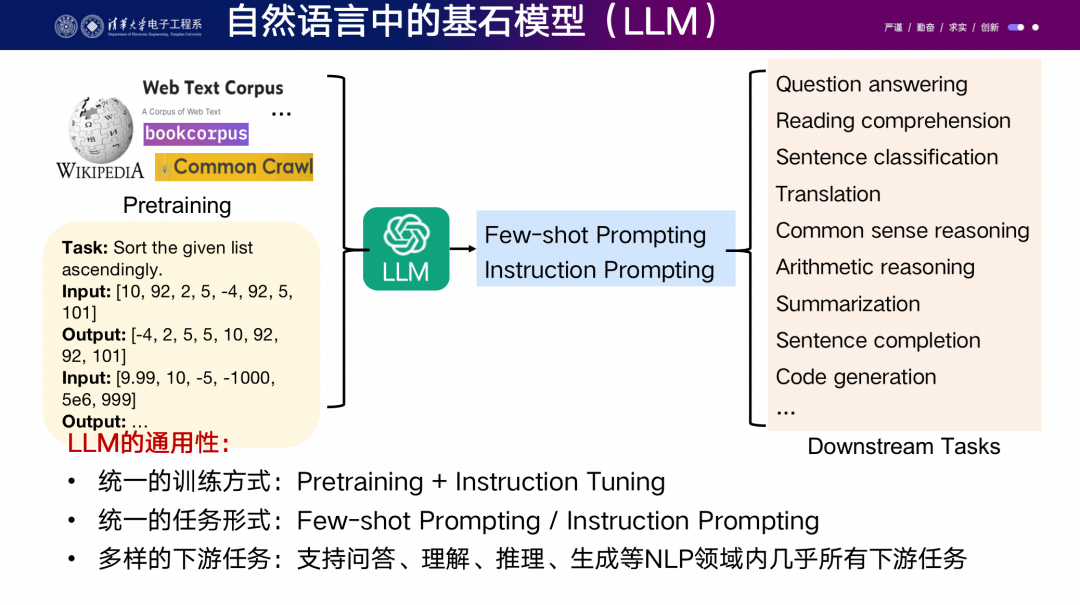 清华大学电子工程系
Department of Electronic Engineering, Tsinghua University
自然语言中的基石模型（LLM）
严谨 / 勤奋 / 求实 / 创新
Web Text Corpus
A Corpus of Web Text
...
bookcorpus
WIKIPEDIA
Common Crawl
Pretraining
Task: Sort the given list
ascendingly.
Input: [10, 92, 2, 5, -4, 92, 5,
101]
Output: [-4, 2, 5, 5, 10, 92,
92, 101]
Input: [9.99, 10, -5, -1000,
5e6, 999]
Output: …
LLM
Few-shot Prompting
Instruction Prompting
Question answering
Reading comprehension
Sentence classification
Translation
Common sense reasoning
Arithmetic reasoning
Summarization
Sentence completion
Code generation
...
Downstream Tasks
LLM的通用性：
• 统一的训练方式：Pretraining + Instruction Tuning
• 统一的任务形式：Few-shot Prompting / Instruction Prompting
• 多样的下游任务：支持问答、理解、推理、生成等NLP领域内几乎所有下游任务